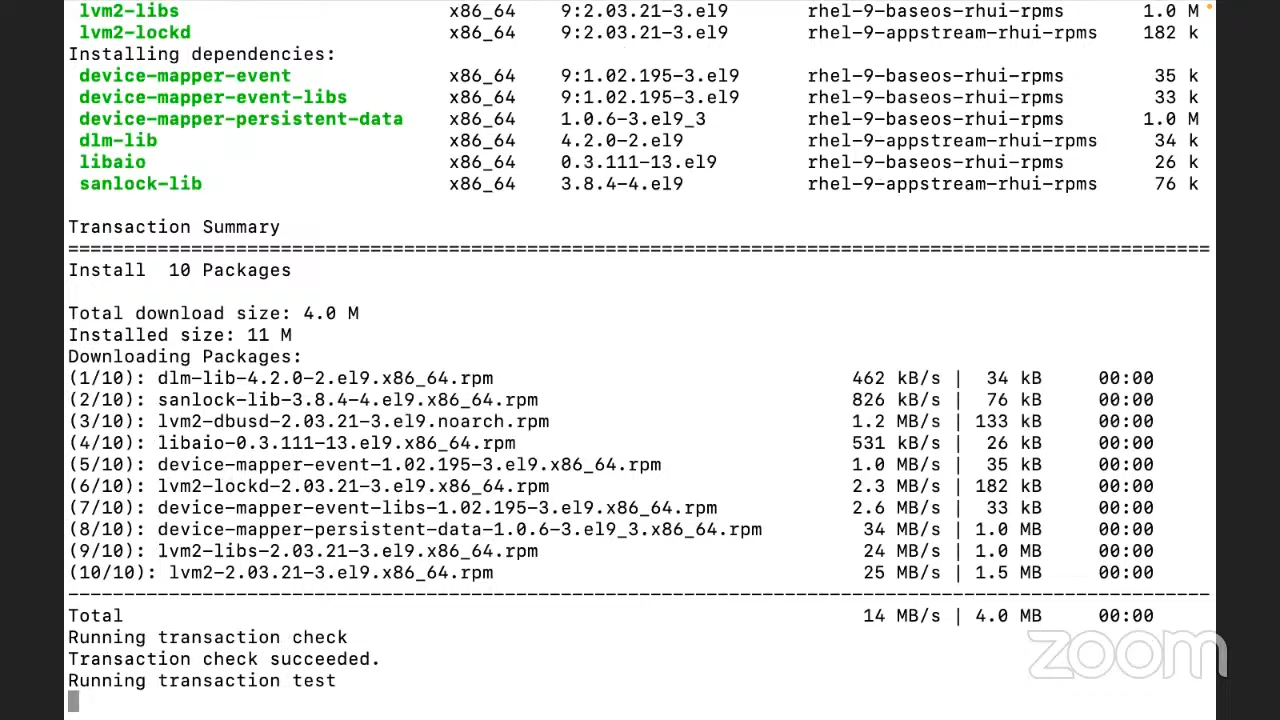 lvm2-libs x86_64 9:2.03.21-3.el9 rhel-9-baseos-rhui-rpms 1.0 M
lvm2-lockd x86_64 9:2.03.21-3.el9 rhel-9-appstream-rhui-rpms 182 k
Installing dependencies:
device-mapper-event x86_64 9:1.02.195-3.el9 rhel-9-baseos-rhui-rpms 35 k
device-mapper-event-libs x86_64 9:1.02.195-3.el9 rhel-9-baseos-rhui-rpms 33 k
device-mapper-persistent-data x86_64 1.0.6-3.el9_3 rhel-9-baseos-rhui-rpms 1.0 M
dlm-lib x86_64 4.2.0-2.el9 rhel-9-appstream-rhui-rpms 34 k
libaio x86_64 0.3.111-13.el9 rhel-9-baseos-rhui-rpms 26 k
sanlock-lib x86_64 3.8.4-4.el9 rhel-9-appstream-rhui-rpms 76 k
Transaction Summary
================================================================================
Install 10 Packages
Total download size: 4.0 M
Installed size: 11 M
Downloading Packages:
(1/10): dlm-lib-4.2.0-2.el9.x86_64.rpm 462 kB/s | 34 kB 00:00
(2/10): sanlock-lib-3.8.4-4.el9.x86_64.rpm 826 kB/s | 76 kB 00:00
(3/10): lvm2-dbusd-2.03.21-3.el9.noarch.rpm 1.2 MB/s | 133 kB 00:00
(4/10): libaio-0.3.111-13.el9.x86_64.rpm 531 kB/s | 26 kB 00:00
(5/10): device-mapper-event-1.02.195-3.el9.x86_64.rpm 1.0 MB/s | 35 kB 00:00
(6/10): lvm2-lockd-2.03.21-3.el9.x86_64.rpm 2.3 MB/s | 182 kB 00:00
(7/10): device-mapper-event-libs-1.02.195-3.el9.x86_64.rpm 2.6 MB/s | 33 kB 00:00
(8/10): device-mapper-persistent-data-1.0.6-3.el9_3.x86_64.rpm 34 MB/s | 1.0 MB 00:00
(9/10): lvm2-libs-2.03.21-3.el9.x86_64.rpm 24 MB/s | 1.0 MB 00:00
(10/10): lvm2-2.03.21-3.el9.x86_64.rpm 25 MB/s | 1.5 MB 00:00
--------------------------------------------------------------------------------
Total 14 MB/s | 4.0 MB 00:00
Running transaction check
Transaction check succeeded.
Running transaction test
zoom